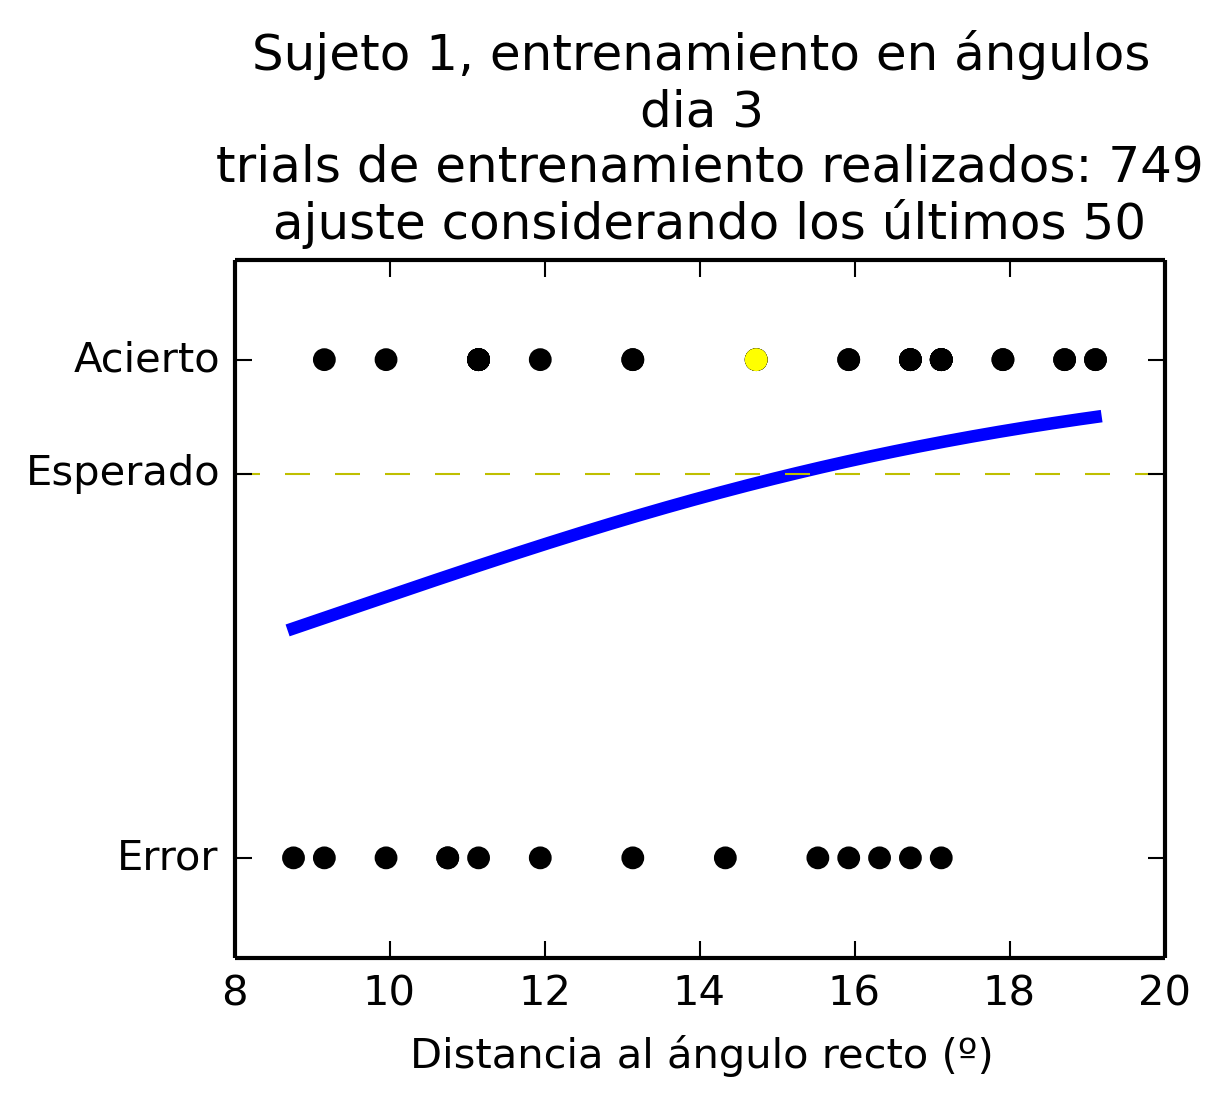 Sujeto 1, entrenamiento en ángulos
dia 3
trials de entrenamiento realizados: 749
ajuste considerando los últimos 50
Acierto
Esperado
Error
8 10 12 14 16 18 20
Distancia al ángulo recto (º)